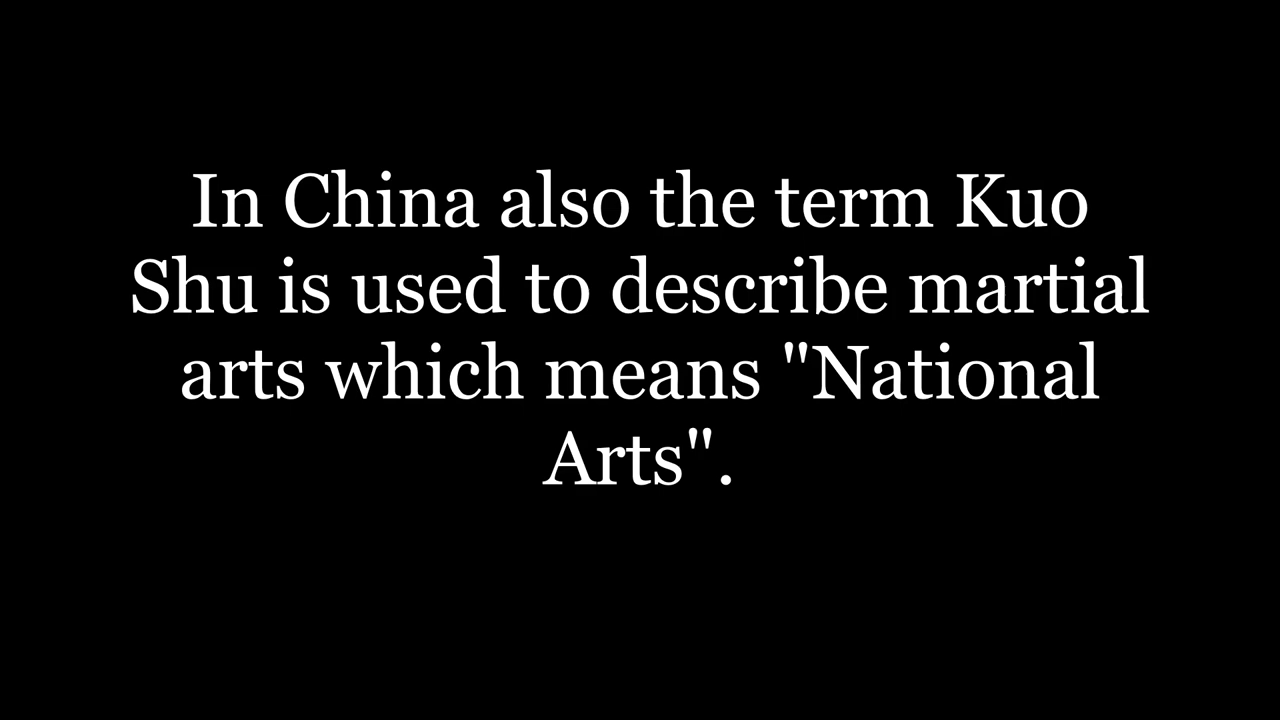 In China also the term Kuo
Shu is used to describe martial
arts which means "National
Arts".